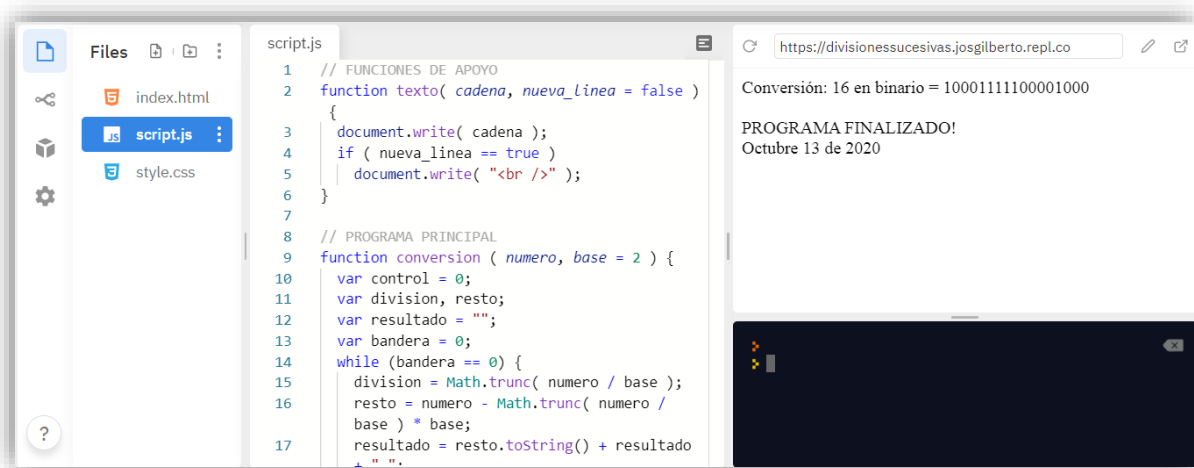 Files
index.html
script.js
style.css
?
script.js
1 // FUNCIONES DE APOYO
2 function texto( cadena, nueva_linea = false )
{
3 document.write( cadena );
4 if ( nueva_linea == true )
5 document.write( "<br />" );
6 }
7
8 // PROGRAMA PRINCIPAL
9 function conversion ( numero, base = 2 ) {
10 var control = 0;
11 var division, resto;
12 var resultado = "";
13 var bandera = 0;
14 while (bandera == 0) {
15 division = Math.trunc( numero / base );
16 resto = numero - Math.trunc( numero /
base ) * base;
17 resultado = resto.toString() + resultado
+ " ";
https://divisionessucesivas.josgilberto.repl.co
Conversión: 16 en binario = 10001111100001000
PROGRAMA FINALIZADO!
Octubre 13 de 2020